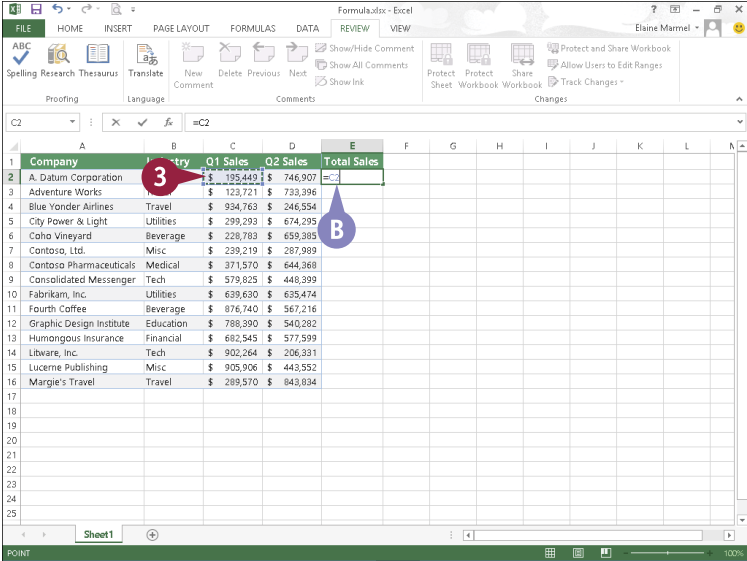 Formula.xlsx - Excel
FILE HOME INSERT PAGE LAYOUT FORMULAS DATA REVIEW VIEW Elaine Marmel
ABC
Spelling Research Thesaurus Translate New Comment Delete Previous Next Show/Hide Comment
Show All Comments
Show Ink
Protect Sheet Protect Workbook Share Workbook Protect and Share Workbook
Allow Users to Edit Ranges
Track Changes
Proofing Language Comments Changes
C2 fx =C2
A B C D E F G H I J K L
1 Company Q1 Sales Q2 Sales Total Sales
2 A. Datum Corporation $ 195,449 $ 746,907 =C2
3
3 Adventure Works $ 123,721 $ 733,396
4 Blue Yonder Airlines Travel $ 934,763 $ 246,554
5 City Power & Light Utilities $ 299,293 $ 674,295
B
6 Coho Vineyard Beverage $ 228,783 $ 659,385
7 Contoso, Ltd. Misc $ 239,219 $ 287,989
8 Contoso Pharmaceuticals Medical $ 371,570 $ 644,368
9 Consolidated Messenger Tech $ 579,825 $ 448,399
10 Fabrikam, Inc. Utilities $ 639,630 $ 635,474
11 Fourth Coffee Beverage $ 876,740 $ 567,216
12 Graphic Design Institute Education $ 788,390 $ 540,282
13 Humongous Insurance Financial $ 682,545 $ 577,599
14 Litware, Inc. Tech $ 902,264 $ 206,331
15 Lucerne Publishing Misc $ 905,906 $ 443,552
16 Margie's Travel Travel $ 289,570 $ 843,834
17
18
19
20
21
22
23
24
25
Sheet1
POINT 100%